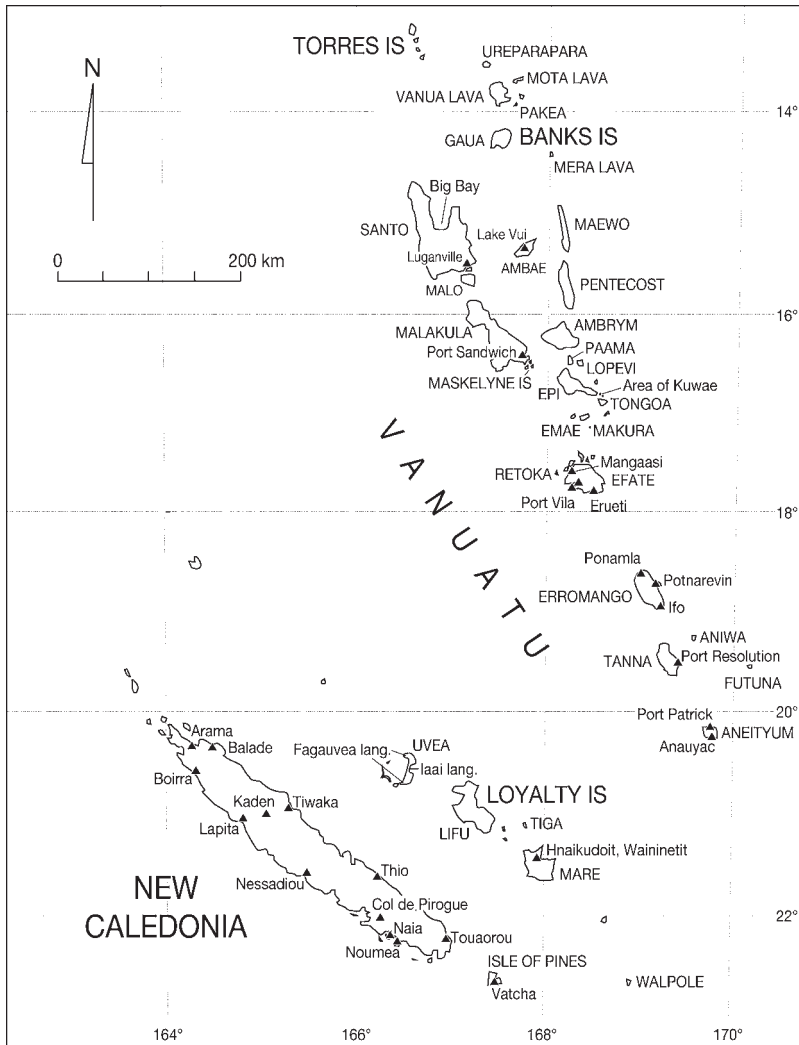 TORRES IS
UREPARAPARA
MOTA LAVA
VANUA LAVA
PAKEA
14°
N
GAUA
BANKS IS
MERA LAVA
Big Bay
SANTO
Lake Vui
MAEWO
Luganville
AMBAE
0
200 km
MALO
PENTECOST
16°
MALAKULA
AMBRYM
Port Sandwich
PAAMA
LOPEVI
MASKELYNE IS
EPI
Area of Kuwae
TONGOA
EMAE
MAKURA
VANUATU
RETOKA
Mangaasi
EFATE
Port Vila
Erueti
18°
Ponamla
Potnarevin
ERROMANGO
Ifo
ANIWA
TANNA
Port Resolution
FUTUNA
20°
Port Patrick
ANEITYUM
Anauyac
Arama
Balade
Fagauvea lang.
UVEA
Iaai lang.
Boirra
Kaden
Tiwaka
LOYALTY IS
Lapita
LIFU
TIGA
Hnaikudoit, Waininetit
MARE
Nessadiou
Thio
NEW
CALEDONIA
Col de Pirogue
Naia
Noumea
Touaorou
22°
ISLE OF PINES
Vatcha
WALPOLE
164°
166°
168°
170°